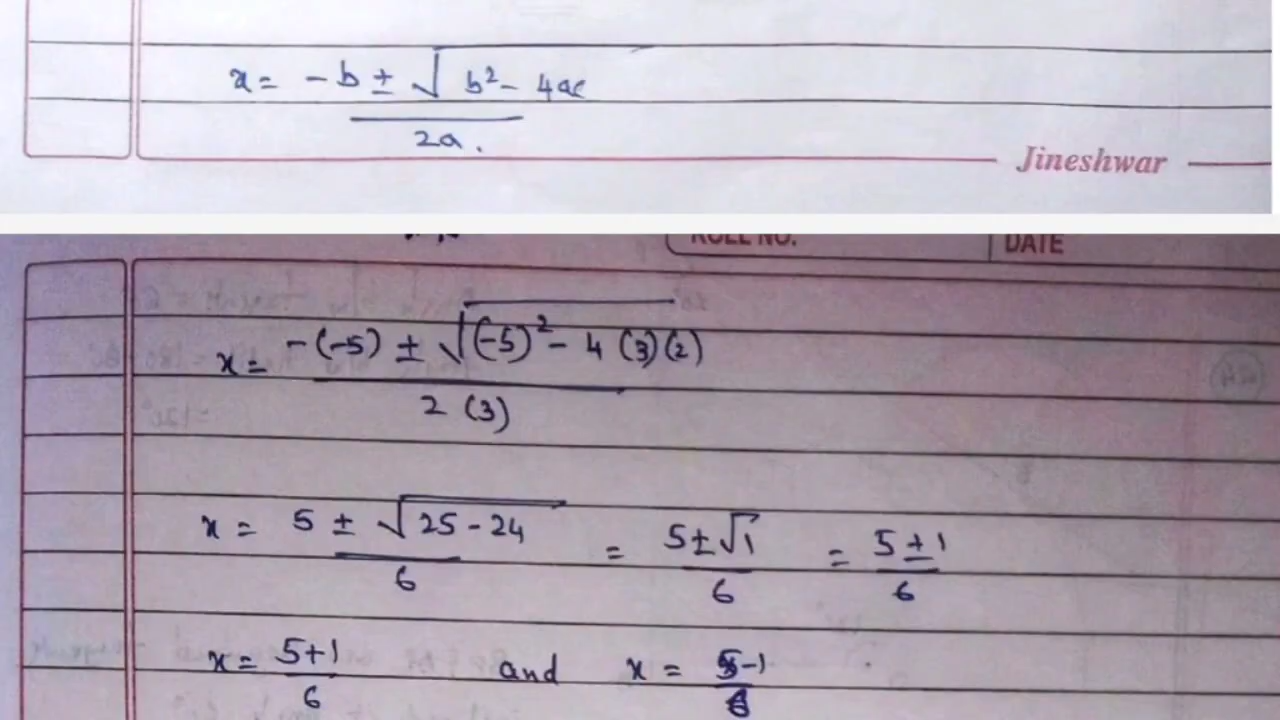 x = -b ± √ b² - 4ac
2a.
Jineshwar
ROLL NO.
DATE
x = -(-5) ± √(-5)² - 4 (3)(2)
2 (3)
x = 5 ± √25 - 24 = 5±√1 = 5 ± 1
6 6 6
x = 5+1 and x = 5-1
6 6